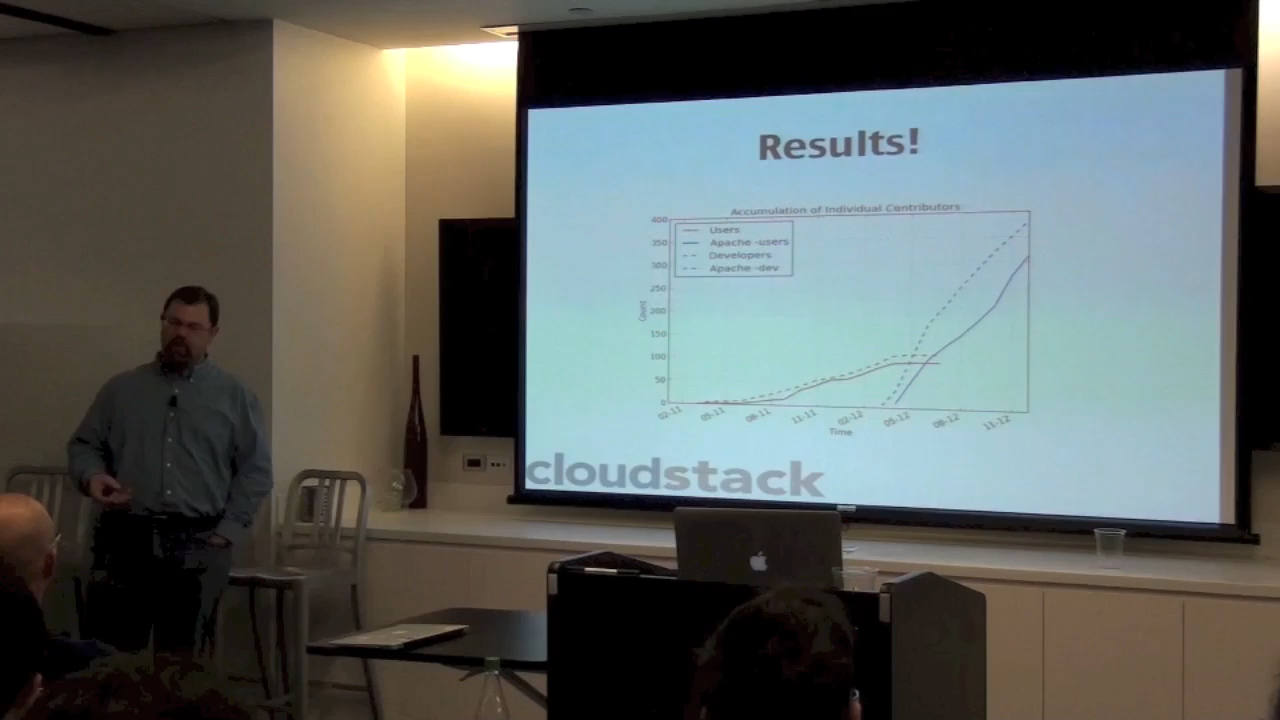 Results!
Accumulation of Individual Contributors
400
350
300
250
200
150
100
50
0
Count
Users
Apache -users
Developers
Apache -dev
02-11
05-11
08-11
11-11
02-12
05-12
08-12
11-12
Time
cloudstack